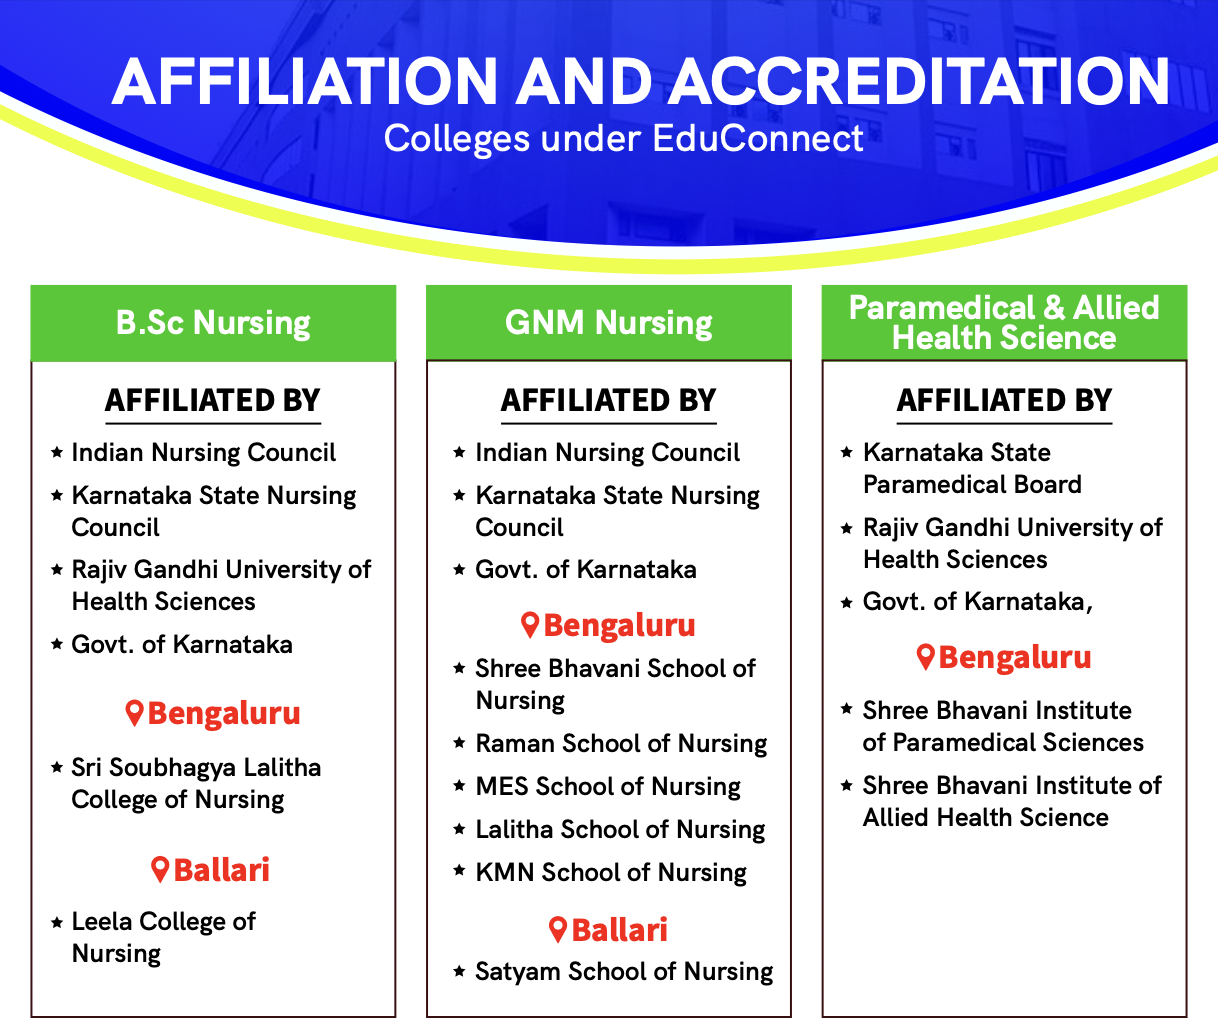 AFFILIATION AND ACCREDITATION
Colleges under EduConnect
B.Sc Nursing
AFFILIATED BY
★ Indian Nursing Council
★ Karnataka State Nursing
Council
★ Rajiv Gandhi University of
Health Sciences
★ Govt. of Karnataka
Bengaluru
★ Sri Soubhagya Lalitha
College of Nursing
Ballari
★ Leela College of
Nursing
GNM Nursing
AFFILIATED BY
★ Indian Nursing Council
★ Karnataka State Nursing
Council
★ Govt. of Karnataka
Bengaluru
★ Shree Bhavani School of
Nursing
★ Raman School of Nursing
★ MES School of Nursing
★ Lalitha School of Nursing
★ KMN School of Nursing
Ballari
★ Satyam School of Nursing
Paramedical & Allied
Health Science
AFFILIATED BY
★ Karnataka State
Paramedical Board
★ Rajiv Gandhi University of
Health Sciences
★ Govt. of Karnataka,
Bengaluru
★ Shree Bhavani Institute
of Paramedical Sciences
★ Shree Bhavani Institute of
Allied Health Science